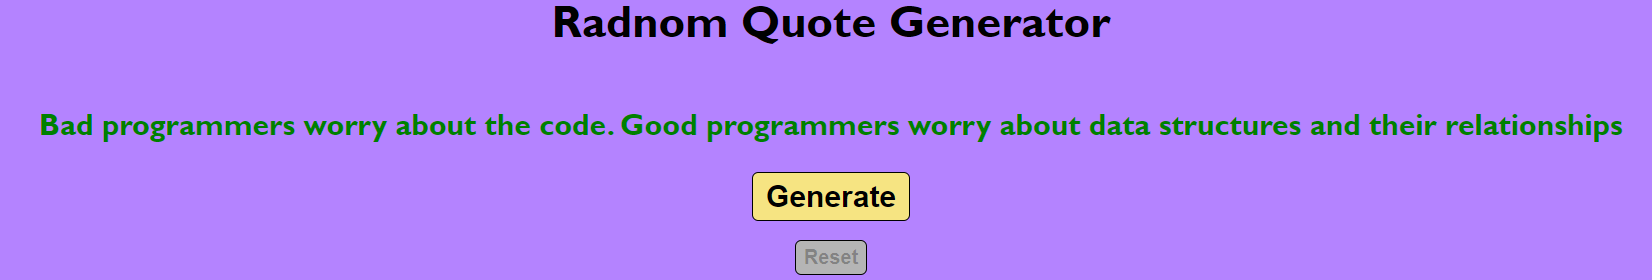 Radnom Quote Generator
Bad programmers worry about the code. Good programmers worry about data structures and their relationships
Generate
Reset